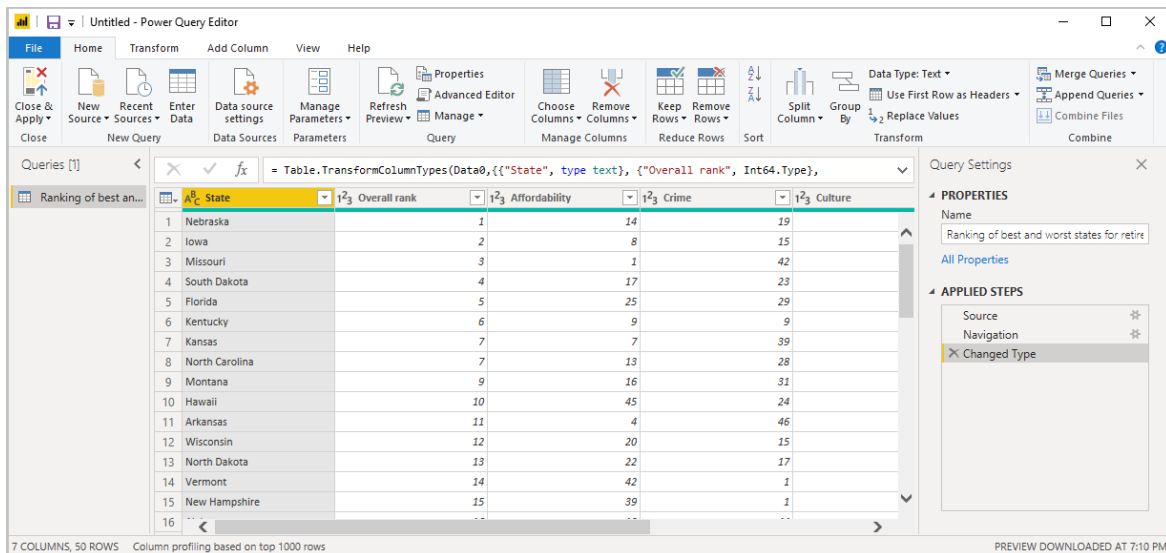 Untitled - Power Query Editor
File Home Transform Add Column View Help
Close & Apply New Source Recent Sources Enter Data Data source settings Manage Parameters Refresh Preview Properties Advanced Editor Manage Choose Columns Remove Columns Keep Rows Remove Rows Split Column Group By Data Type: Text Use First Row as Headers Replace Values Merge Queries Append Queries Combine Files
Close New Query Data Sources Parameters Query Manage Columns Reduce Rows Sort Transform Combine
Queries [1]
Ranking of best an...
fx = Table.TransformColumnTypes(Data0,{{"State", type text}, {"Overall rank", Int64.Type},
State Overall rank Affordability Crime Culture
1 Nebraska 1 14 19
2 Iowa 2 8 15
3 Missouri 3 1 42
4 South Dakota 4 17 23
5 Florida 5 25 29
6 Kentucky 6 9 9
7 Kansas 7 7 39
8 North Carolina 7 13 28
9 Montana 9 16 31
10 Hawaii 10 45 24
11 Arkansas 11 4 46
12 Wisconsin 12 20 15
13 North Dakota 13 22 17
14 Vermont 14 42 1
15 New Hampshire 15 39 1
16
Query Settings
PROPERTIES
Name
Ranking of best and worst states for retire
All Properties
APPLIED STEPS
Source
Navigation
Changed Type
7 COLUMNS, 50 ROWS Column profiling based on top 1000 rows PREVIEW DOWNLOADED AT 7:10 PM